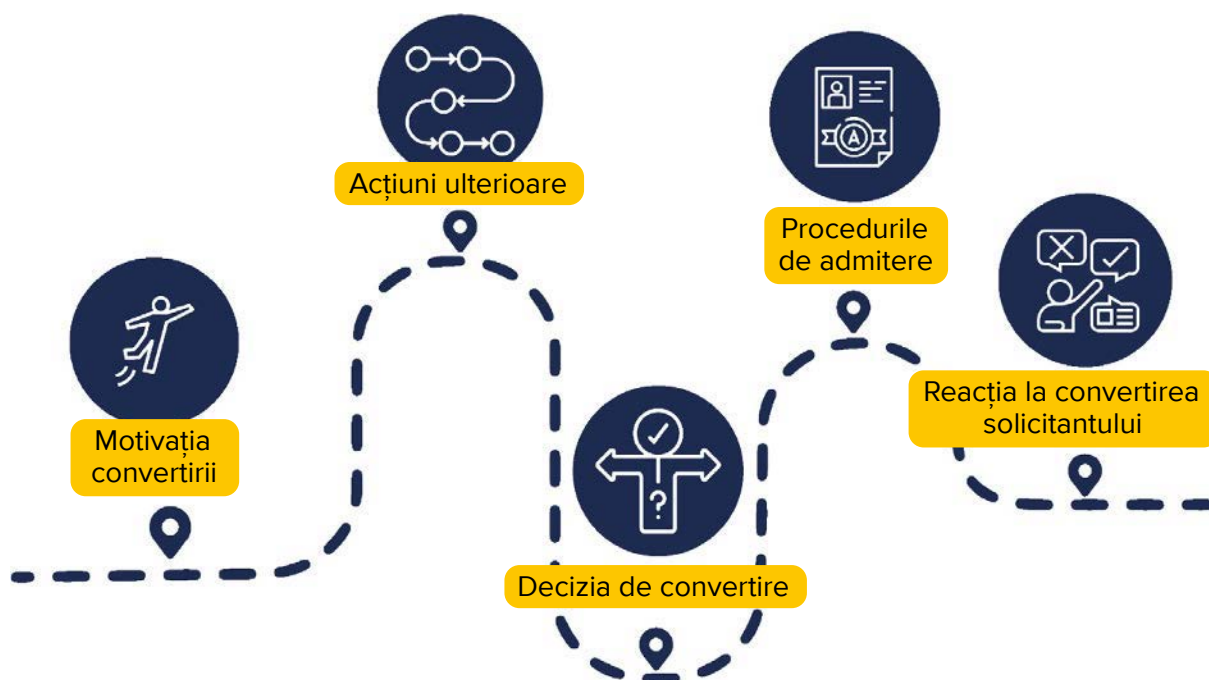 Motivația
convertirii
Acțiuni ulterioare
?
Decizia de convertire
A
Procedurile
de admitere
Reacția la convertirea
solicitantului